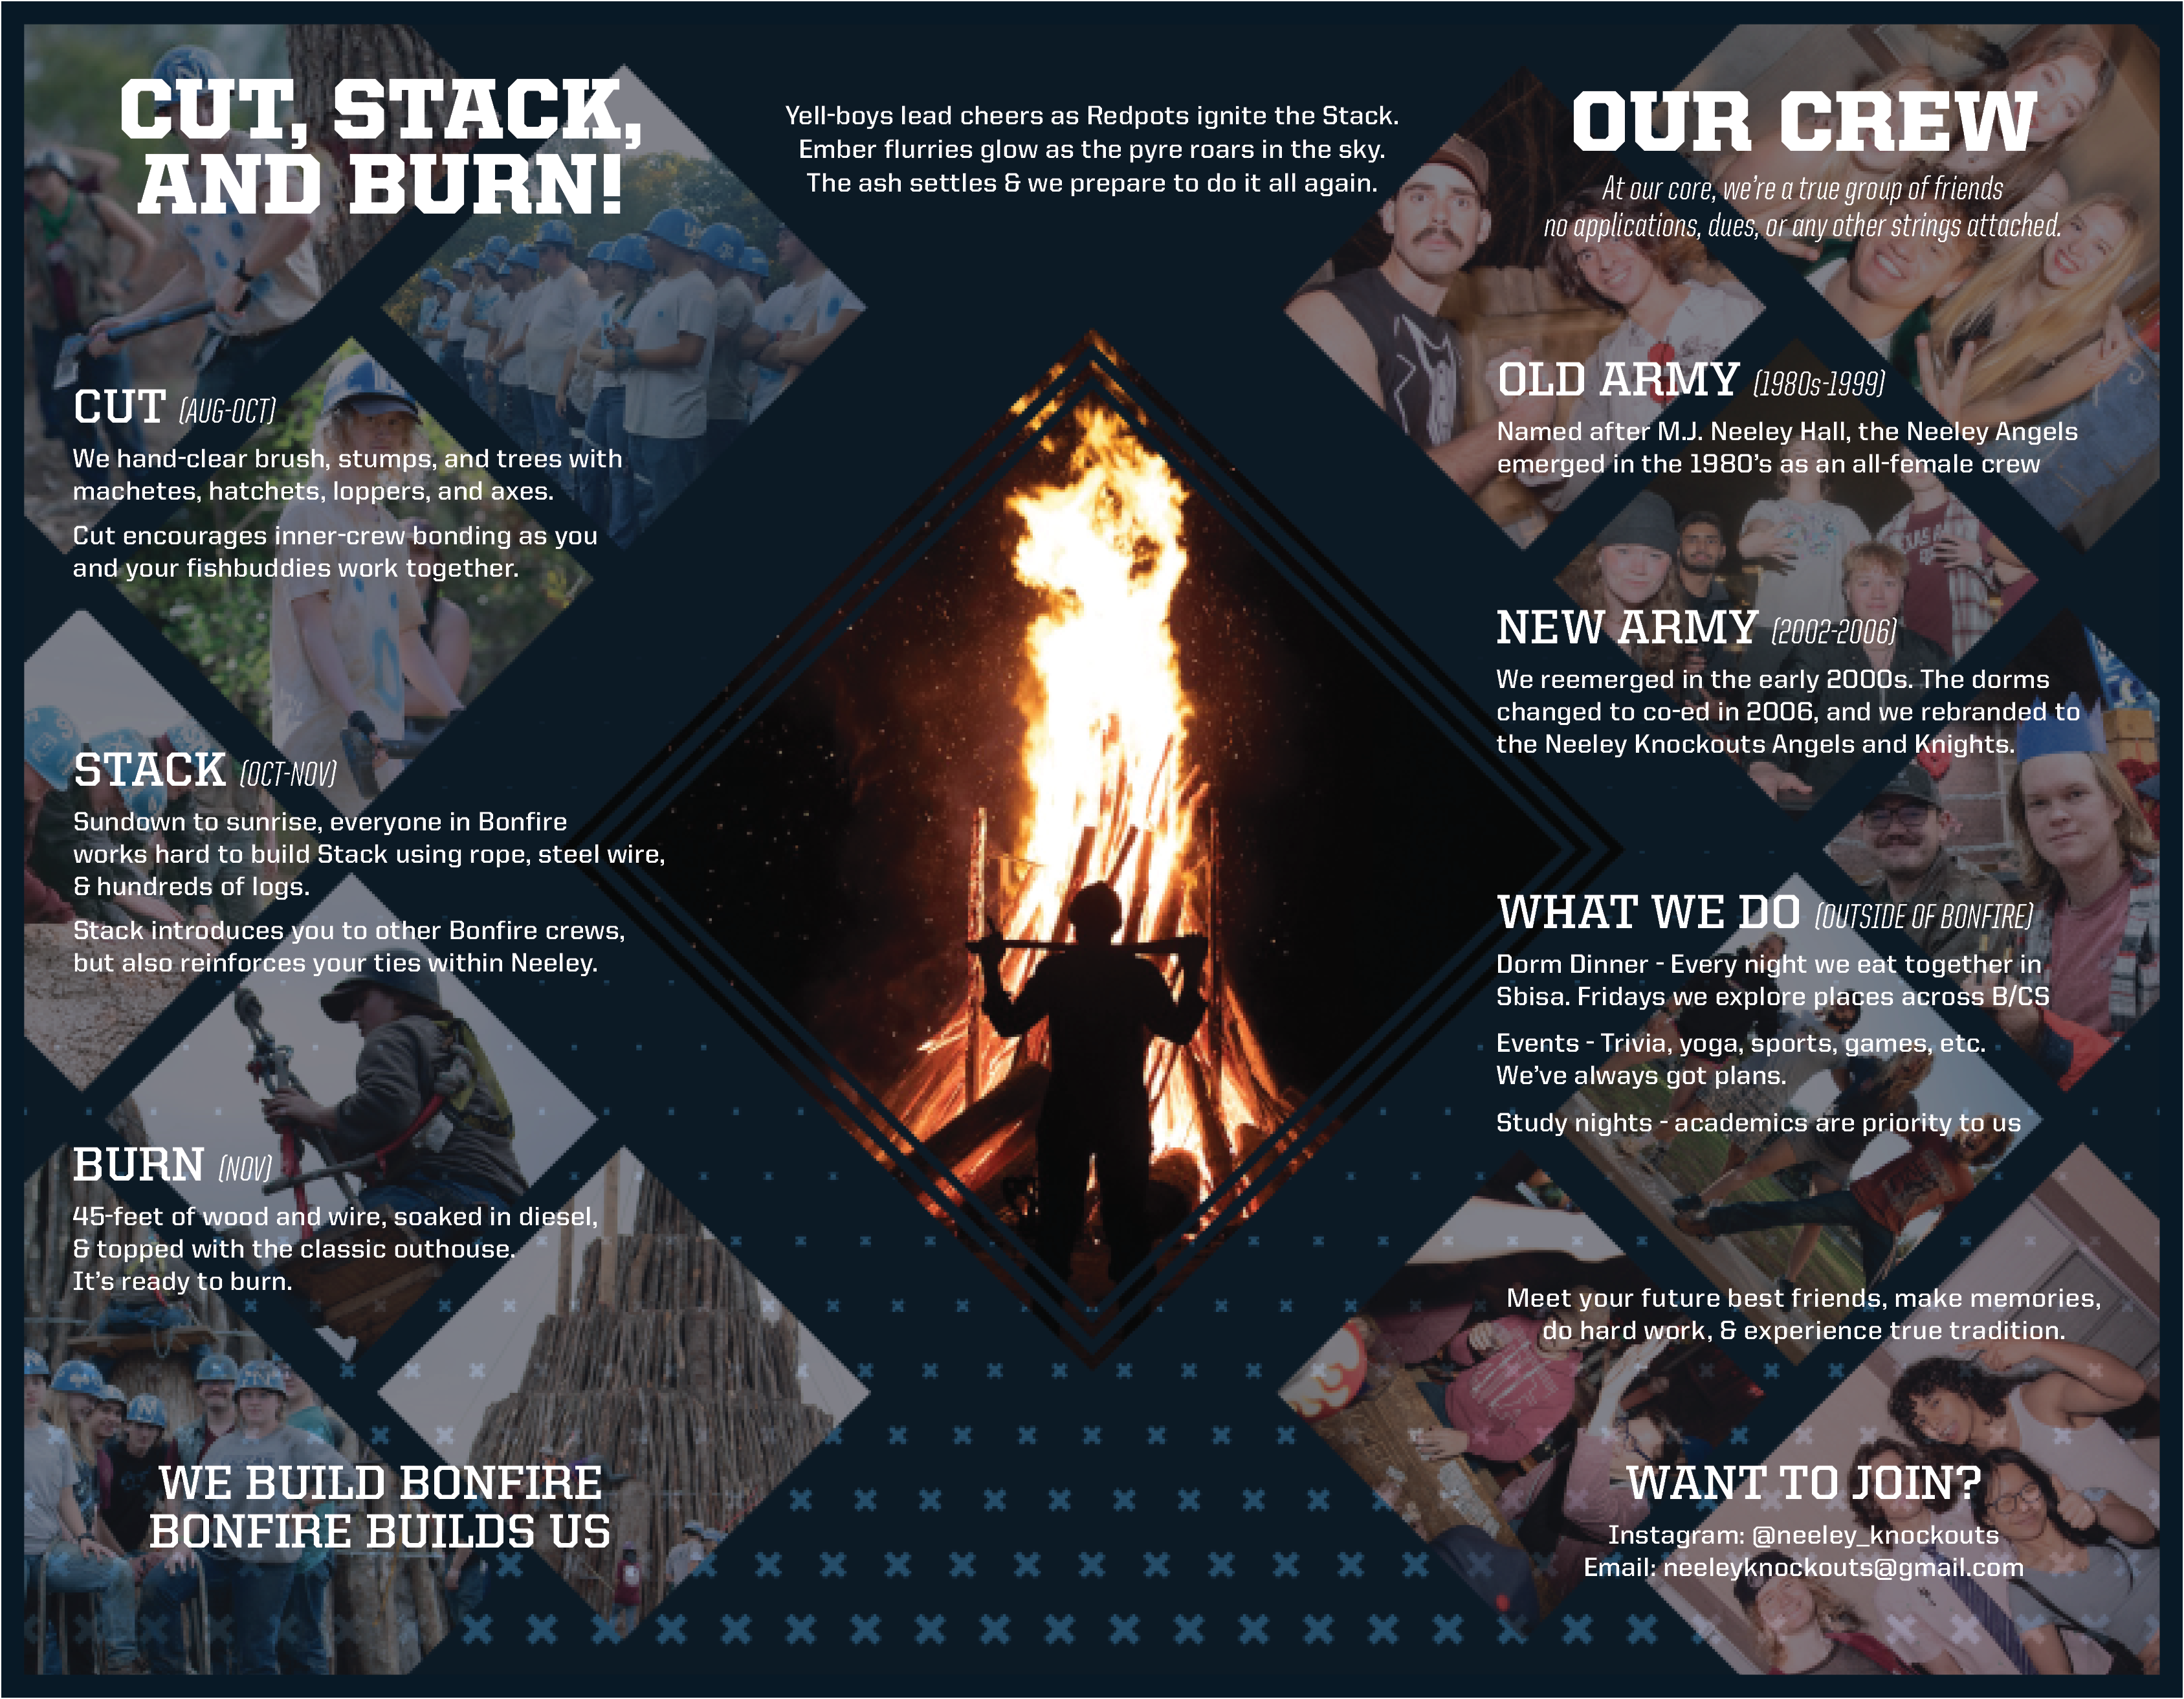 CUT, STACK,
AND BURN!
CUT (AUG-OCT)
We hand-clear brush, stumps, and trees with
machetes, hatchets, loppers, and axes.
Cut encourages inner-crew bonding as you
and your fishbuddies work together.
STACK (OCT-NOV)
Sundown to sunrise, everyone in Bonfire
works hard to build Stack using rope, steel wire,
& hundreds of logs.
Stack introduces you to other Bonfire crews,
but also reinforces your ties within Neeley.
BURN (NOV)
45-feet of wood and wire, soaked in diesel,
& topped with the classic outhouse.
It's ready to burn.
WE BUILD BONFIRE
BONFIRE BUILDS US
Yell-boys lead cheers as Redpots ignite the Stack.
Ember flurries glow as the pyre roars in the sky.
The ash settles & we prepare to do it all again.
OUR CREW
At our core, we're a true group of friends
no applications, dues, or any other strings attached.
OLD ARMY (1980s-1999)
Named after M.J. Neeley Hall, the Neeley Angels
emerged in the 1980's as an all-female crew
NEW ARMY (2002-2006)
We reemerged in the early 2000s. The dorms
changed to co-ed in 2006, and we rebranded to
the Neeley Knockouts Angels and Knights.
WHAT WE DO (OUTSIDE OF BONFIRE)
Dorm Dinner - Every night we eat together in
Sbisa. Fridays we explore places across B/CS
Events - Trivia, yoga, sports, games, etc.
We've always got plans.
Study nights - academics are priority to us
Meet your future best friends, make memories,
do hard work, & experience true tradition.
WANT TO JOIN?
Instagram: @neeley_knockouts
Email: neeleyknockouts@gmail.com